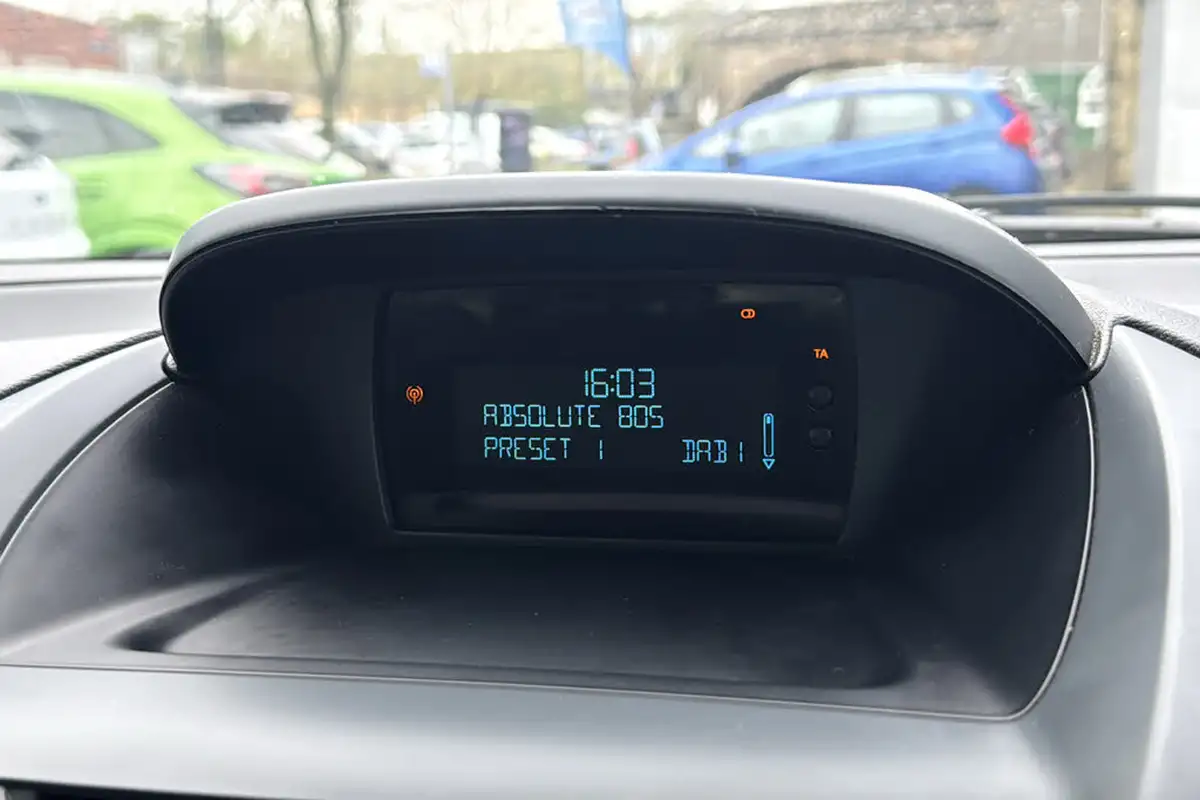 TA
16:03
ABSOLUTE 80S
PRESET 1 DAB1